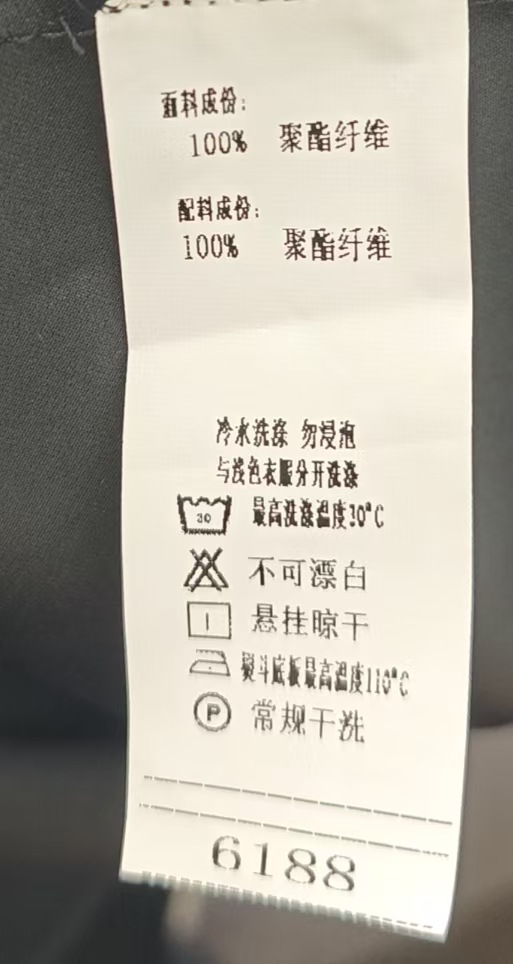 面料成份:
100% 聚酯纤维
配料成份:
100% 聚酯纤维
冷水洗涤 勿浸泡
与浅色衣服分开洗涤
30 最高洗涤温度30°C
不可漂白
悬挂晾干
熨斗底板最高温度110°C
P 常规干洗
6188